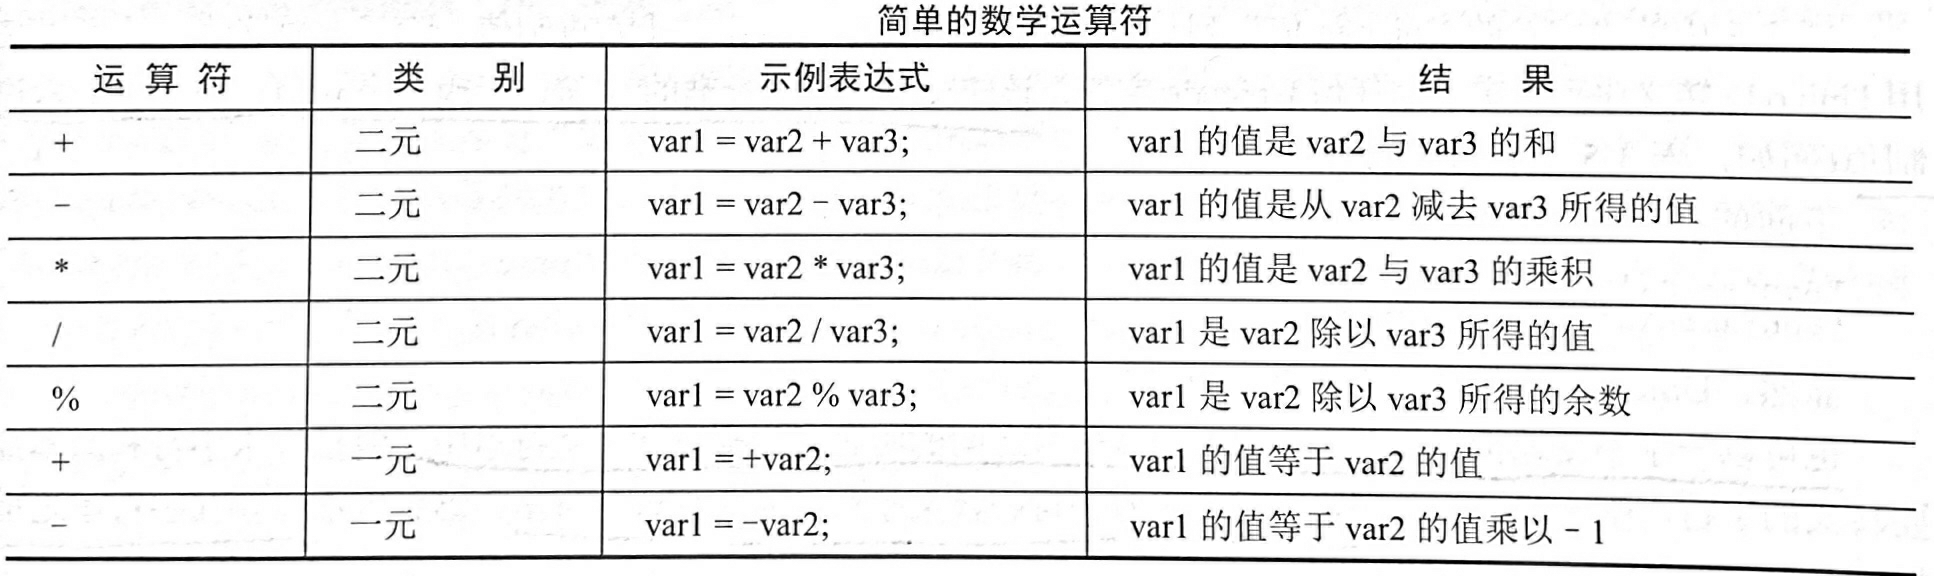 简单的数学运算符
运算符 类别 示例表达式 结果
+ 二元 var1 = var2 + var3; var1 的值是 var2 与 var3 的和
− 二元 var1 = var2 − var3; var1 的值是从 var2 减去 var3 所得的值
* 二元 var1 = var2 * var3; var1 的值是 var2 与 var3 的乘积
/ 二元 var1 = var2 / var3; var1 是 var2 除以 var3 所得的值
% 二元 var1 = var2 % var3; var1 是 var2 除以 var3 所得的余数
+ 一元 var1 = +var2; var1 的值等于 var2 的值
− 一元 var1 = −var2; var1 的值等于 var2 的值乘以 − 1